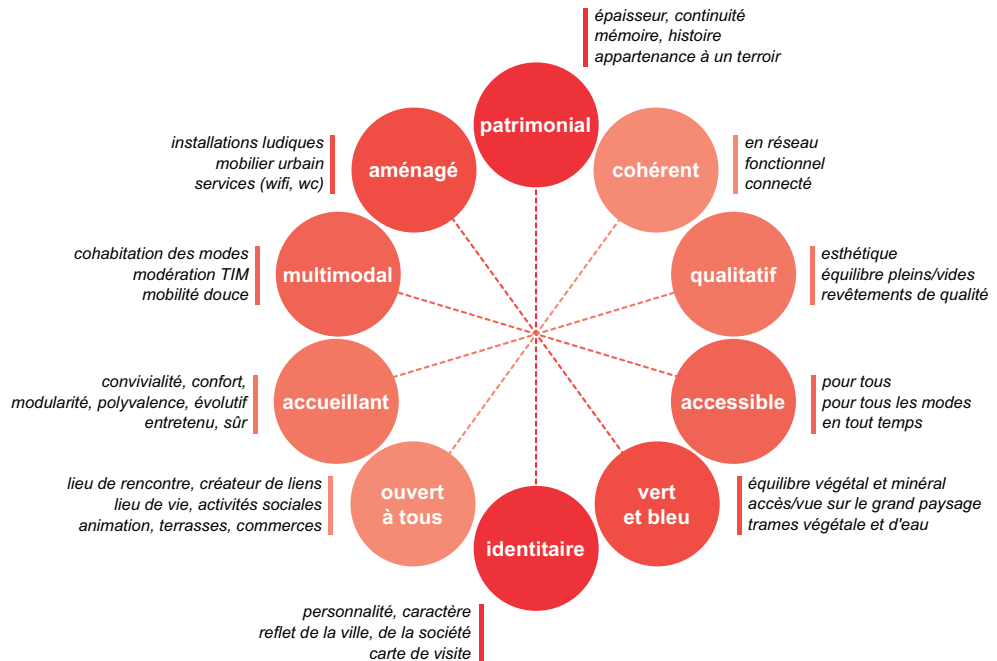 épaisseur, continuité
mémoire, histoire
appartenance à un terroir
patrimonial
cohérent
en réseau
fonctionnel
connecté
qualitatif
esthétique
équilibre pleins/vides
revêtements de qualité
accessible
pour tous
pour tous les modes
en tout temps
vert
et bleu
équilibre végétal et minéral
accès/vue sur le grand paysage
trames végétale et d'eau
identitaire
personnalité, caractère
reflet de la ville, de la société
carte de visite
ouvert
à tous
lieu de rencontre, créateur de liens
lieu de vie, activités sociales
animation, terrasses, commerces
accueillant
convivialité, confort,
modularité, polyvalence, évolutif
entretenu, sûr
multimodal
cohabitation des modes
modération TIM
mobilité douce
aménagé
installations ludiques
mobilier urbain
services (wifi, wc)